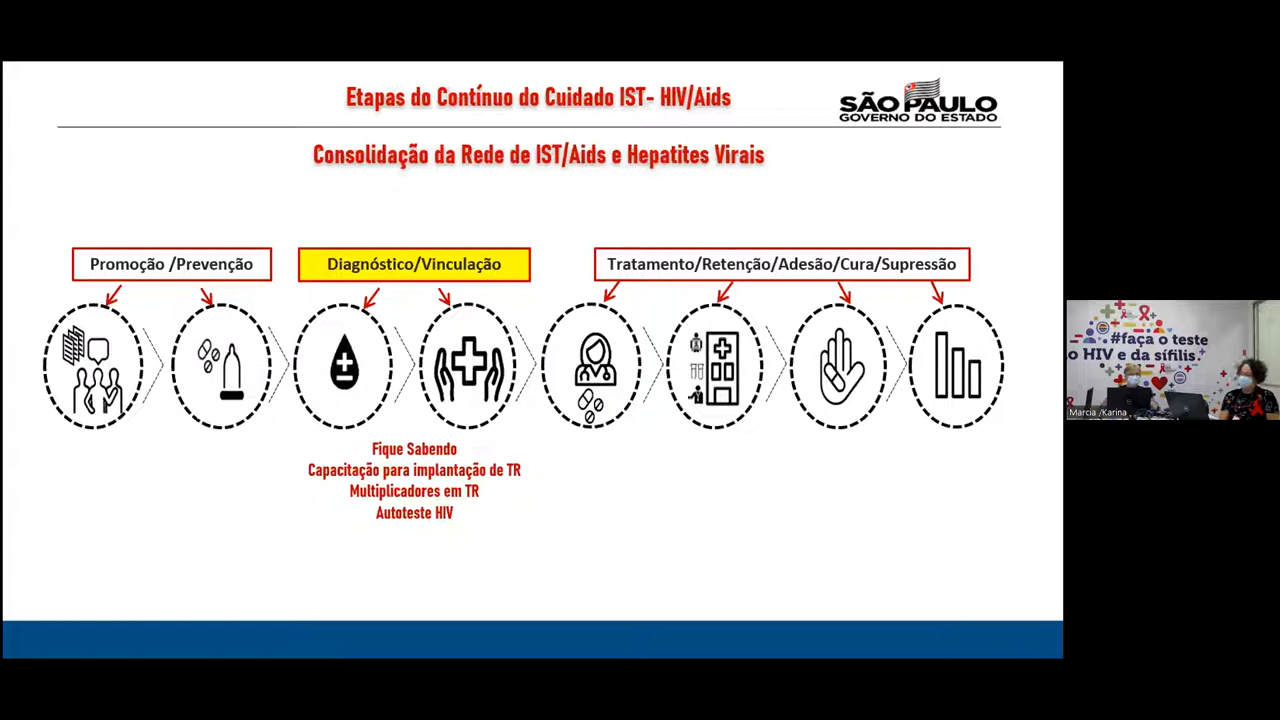 Etapas do Contínuo do Cuidado IST- HIV/Aids
SÃO PAULO
GOVERNO DO ESTADO
Consolidação da Rede de IST/Aids e Hepatites Virais
Promoção /Prevenção
Diagnóstico/Vinculação
Tratamento/Retenção/Adesão/Cura/Supressão
Fique Sabendo
Capacitação para implantação de TR
Multiplicadores em TR
Autoteste HIV
#faça o teste
o HIV e da sífilis
Marcia /Karina